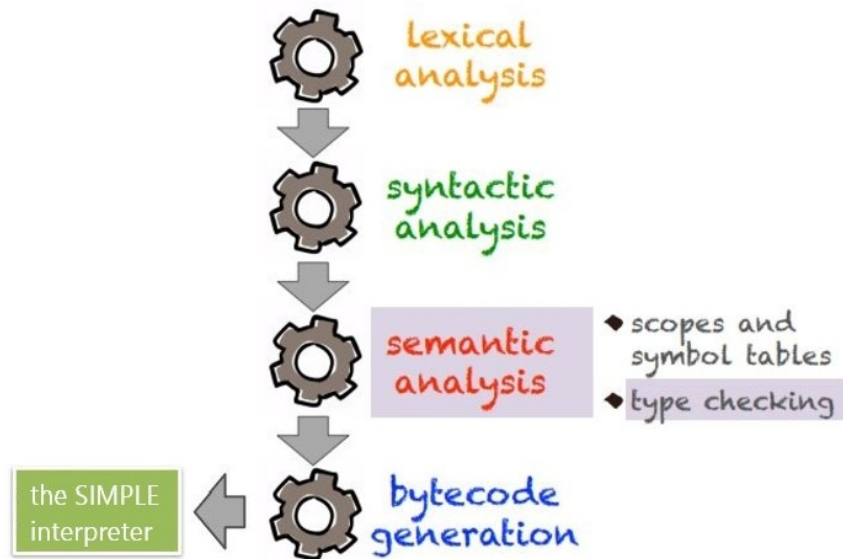 lexical
analysis
syntactic
analysis
semantic
analysis
scopes and
symbol tables
type checking
the SIMPLE
interpreter
bytecode
generation